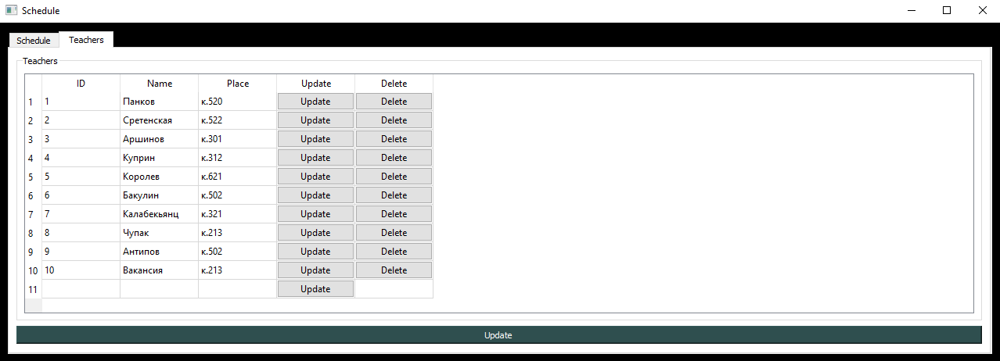 Schedule
Schedule Teachers
Teachers
ID Name Place Update Delete
1 1 Панков к.520 Update Delete
2 2 Сретенская к.522 Update Delete
3 3 Аршинов к.301 Update Delete
4 4 Куприн к.312 Update Delete
5 5 Королев к.621 Update Delete
6 6 Бакулин к.502 Update Delete
7 7 Калабекьянц к.321 Update Delete
8 8 Чупак к.213 Update Delete
9 9 Антипов к.502 Update Delete
10 10 Вакансия к.213 Update Delete
11 Update
Update